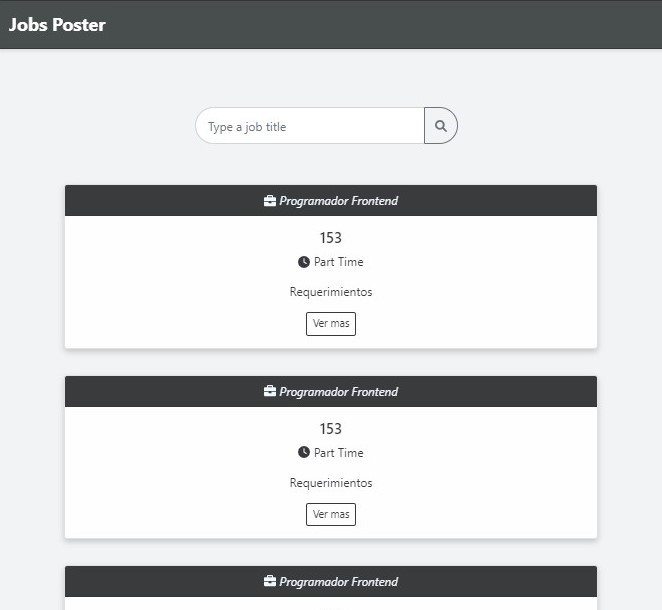 Jobs Poster
Type a job title
Programador Frontend
153
Part Time
Requerimientos
Ver mas
Programador Frontend
153
Part Time
Requerimientos
Ver mas
Programador Frontend